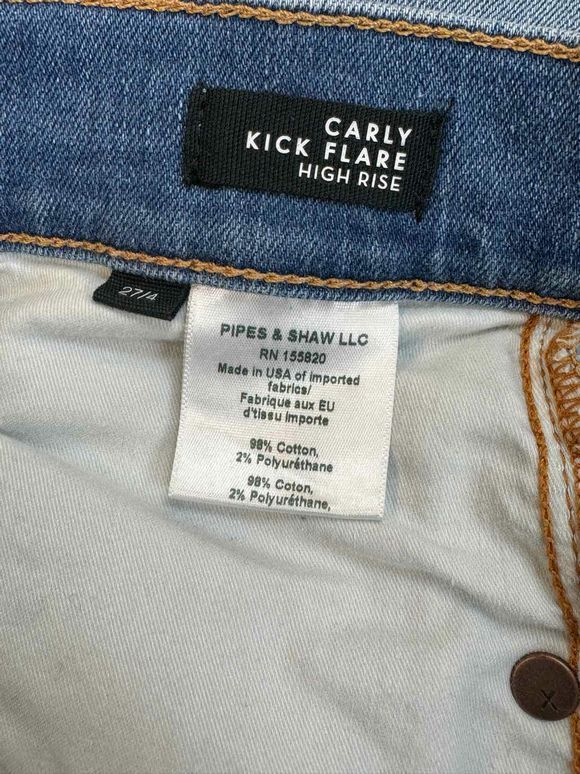 CARLY
KICK FLARE
HIGH RISE
27/4
PIPES & SHAW LLC
RN 155820
Made in USA of imported
fabrics/
Fabrique aux EU
d'tissu importe
98% Cotton,
2% Polyuréthane
98% Coton,
2% Polyuréthane,
X